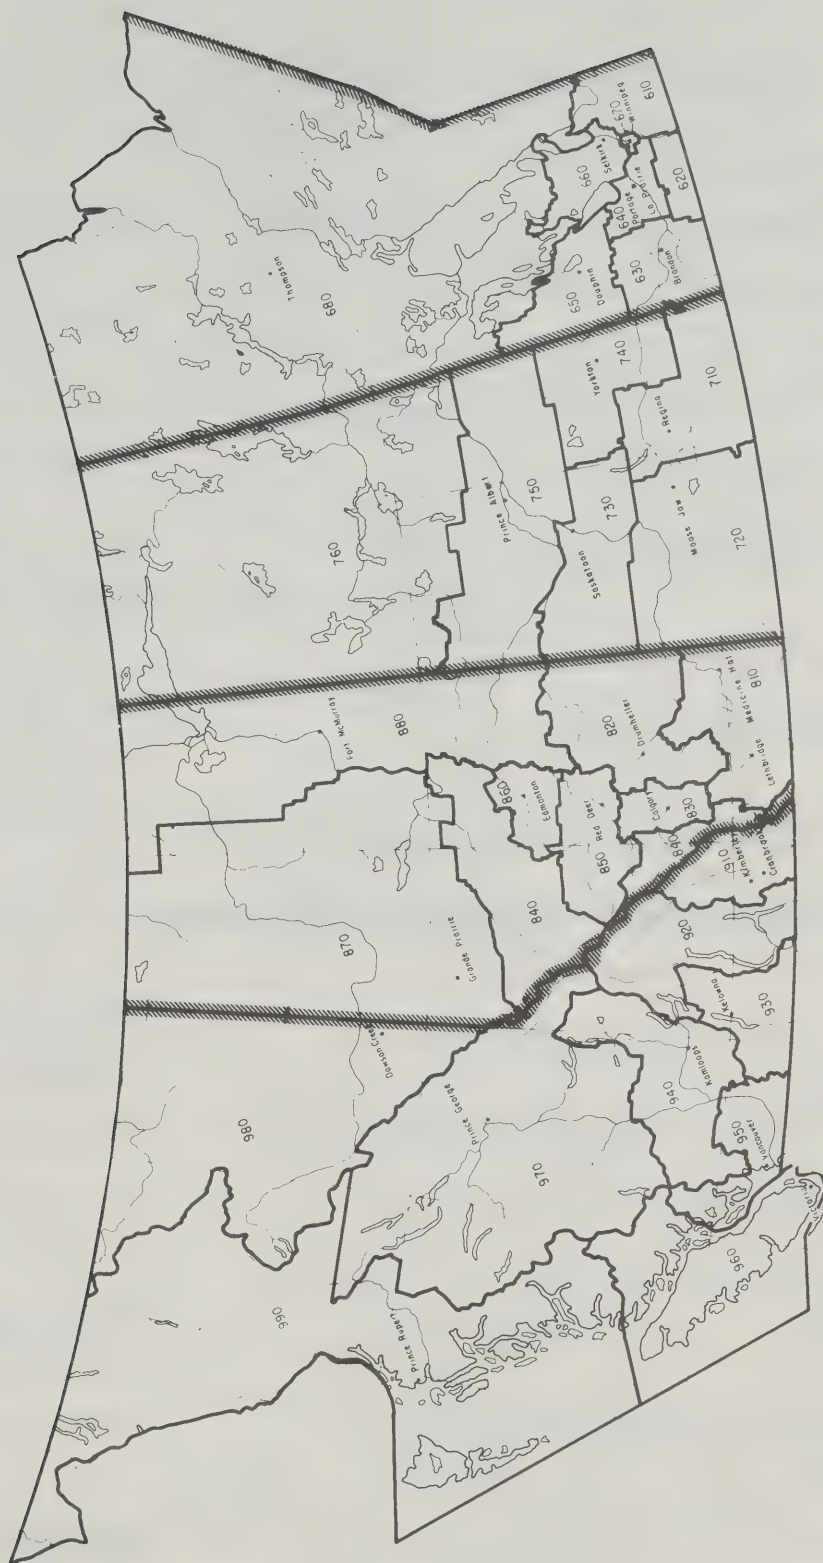 990
Prince Rupert
980
Dawson Creek
Prince George
970
960
Victoria
950
Vancouver
940
Kamloops
930
Kelowna
920
910
Kimberley
Cranbrook
870
Grande Prairie
840
840
850
Red Deer
860
Edmonton
830
Calgary
880
Fort McMurray
820
Drumheller
810
Lethbridge
Medicine Hat
760
750
Prince Albert
730
Saskatoon
720
Moose Jaw
740
Yorkton
Regina
710
680
Thompson
650
Dauphin
630
Brandon
640
Portage
La Prairie
660
Selkirk
670
Winnipeg
620
610